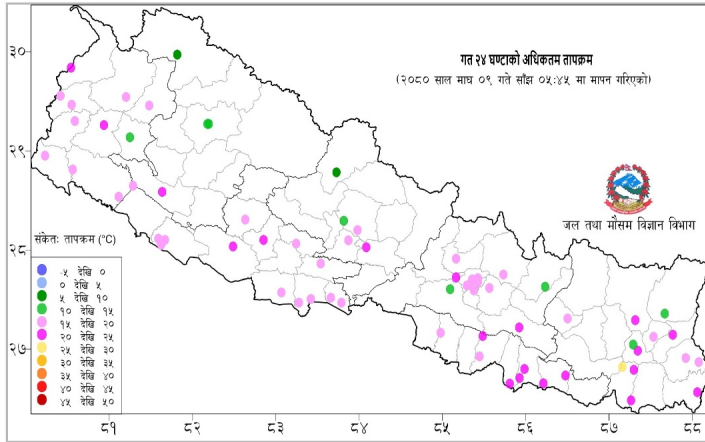 गत २४ घण्टाको अधिकतम तापक्रम
(२०८० साल माघ ०९ गते साँझ ०५:४५ मा मापन गरिएको)
जल तथा मौसम विज्ञान विभाग
३०
२९
२८
२७
संकेतः तापक्रम (°C)
-५ देखि ०
० देखि ५
५ देखि १०
१० देखि १५
१५ देखि २०
२० देखि २५
२५ देखि ३०
३० देखि ३५
३५ देखि ४०
४० देखि ४५
४५ देखि ५०
८१ ८२ ८३ ८४ ८५ ८६ ८७ ८८